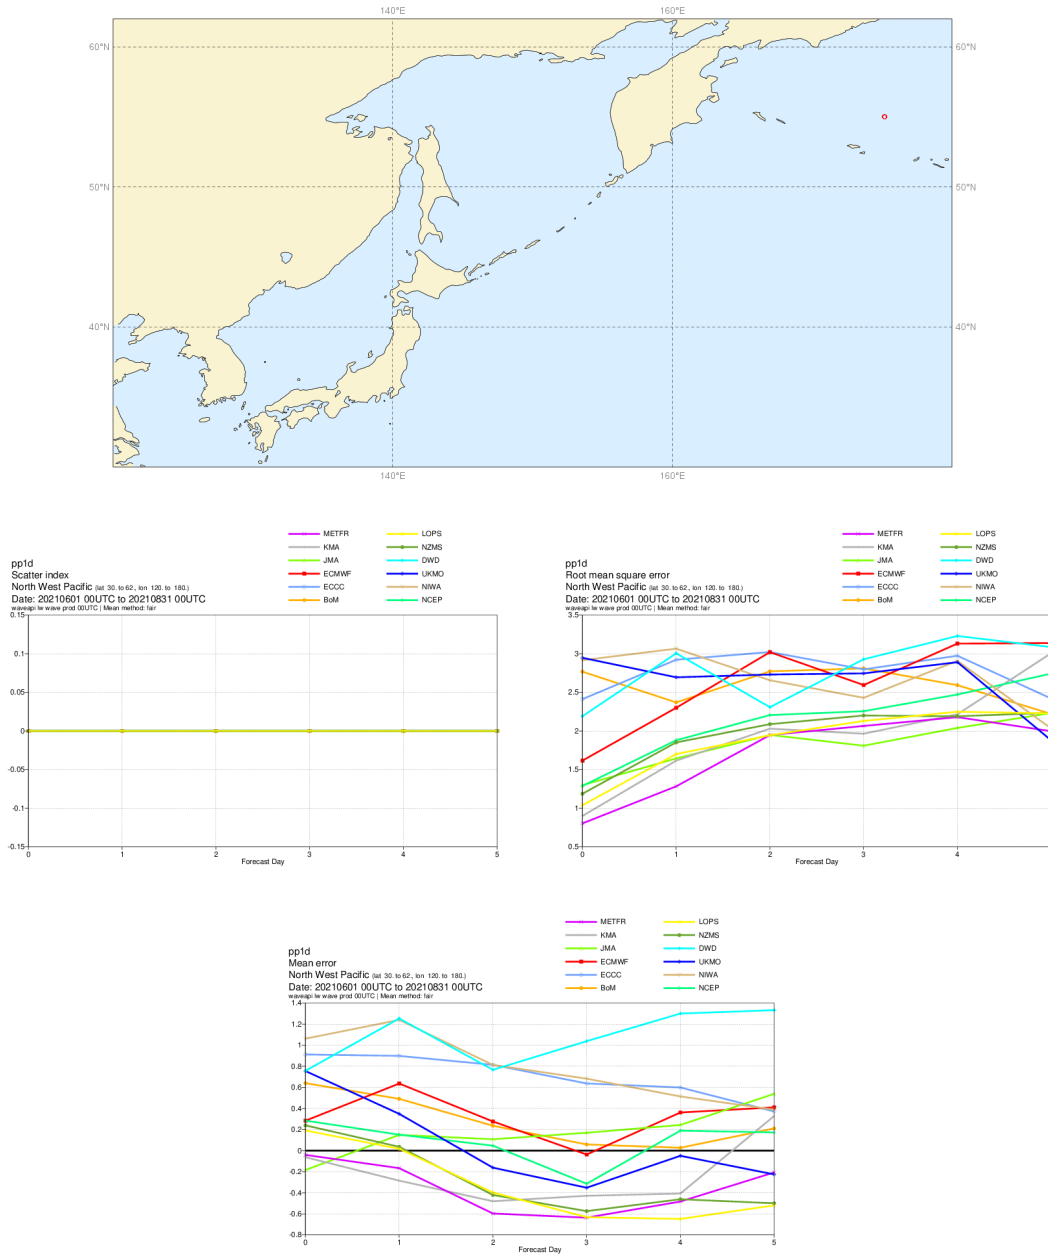 140°E 160°E
60°N 60°N
50°N 50°N
40°N 40°N
140°E 160°E
METFR LOPS
KMA NZMS
JMA DWD
ECMWF UKMO
ECCC NIWA
BoM NCEP
pp1d
Scatter index
North West Pacific (lat 30. to 62., lon 120. to 180.)
Date: 20210601 00UTC to 20210831 00UTC
waveapi lw wave prod 00UTC | Mean method: fair
0.15
0.1
0.05
0
-0.05
-0.1
-0.15
0 1 2 3 4 5
Forecast Day
METFR LOPS
KMA NZMS
JMA DWD
ECMWF UKMO
ECCC NIWA
BoM NCEP
pp1d
Root mean square error
North West Pacific (lat 30. to 62., lon 120. to 180.)
Date: 20210601 00UTC to 20210831 00UTC
waveapi lw wave prod 00UTC | Mean method: fair
3.5
3
2.5
2
1.5
1
0.5
0 1 2 3 4
Forecast Day
METFR LOPS
KMA NZMS
JMA DWD
ECMWF UKMO
ECCC NIWA
BoM NCEP
pp1d
Mean error
North West Pacific (lat 30. to 62., lon 120. to 180.)
Date: 20210601 00UTC to 20210831 00UTC
waveapi lw wave prod 00UTC | Mean method: fair
1.4
1.2
1
0.8
0.6
0.4
0.2
0
-0.2
-0.4
-0.6
-0.8
0 1 2 3 4 5
Forecast Day